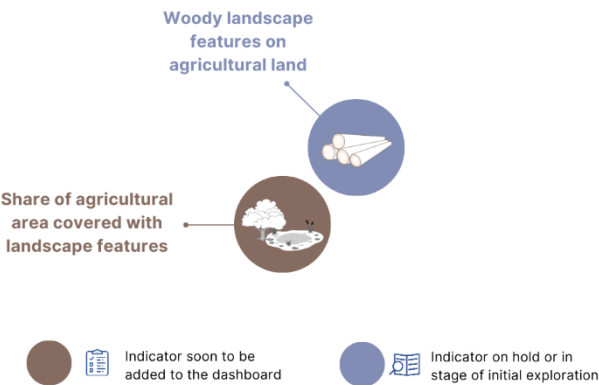 Woody landscape
features on
agricultural land
Share of agricultural
area covered with
landscape features
Indicator soon to be
added to the dashboard
Indicator on hold or in
stage of initial exploration